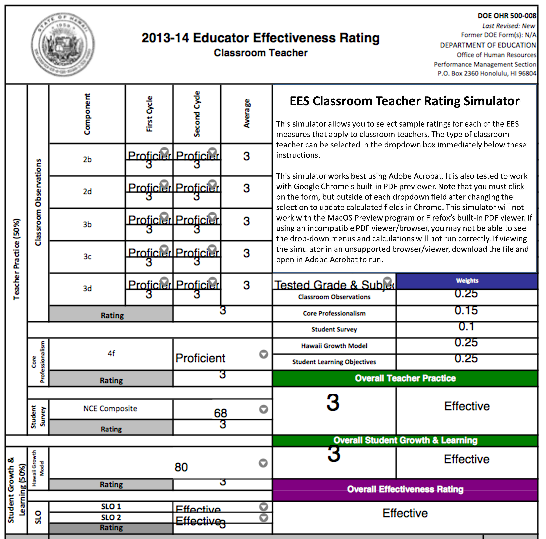 DOE OHR 500-008
Last Revised: New
Former DOE Form(s): N/A
DEPARTMENT OF EDUCATION
Office of Human Resources
Performance Management Section
P.O. Box 2360 Honolulu, HI 96804
2013-14 Educator Effectiveness Rating
Classroom Teacher
Teacher Practice (50%)
Classroom Observations
Component
First Cycle
Second Cycle
Average
2b
Proficien
3
Proficien
3
3
2d
Proficien
3
Proficien
3
3
3b
Proficien
3
Proficien
3
3
3c
Proficien
3
Proficien
3
3
3d
Proficien
3
Proficien
3
3
Rating
3
Core Professionalism
4f
Proficient
Rating
3
Student Survey
NCE Composite
68
Rating
3
Student Growth & Learning (50%)
Hawaii Growth Model
80
Rating
3
SLO
SLO 1
Effective
SLO 2
Effective
Rating
3
EES Classroom Teacher Rating Simulator
This simulator allows you to select sample ratings for each of the EES
measures that apply to classroom teachers. The type of classroom
teacher can be selected in the dropdown box immediately below these
instructions.
This simulator works best using Adobe Acrobat. It is also tested to work
with Google Chrome's built-in PDF previewer. Note that you must click
on the form, but outside of each dropdown field after changing the
selection to update calculated fields in Chrome. This simulator will not
work with the MacOS Preview program or Firefox's built-in PDF viewer. If
using an incompatible PDF viewer/browser, you may not be able to see
the drop-down menus and calculations will not run correctly. If viewing
the simulator in an unsupported browser/viewer, download the file and
open in Adobe Acrobat to run.
Tested Grade & Subje
Weights
Classroom Observations
0.25
Core Professionalism
0.15
Student Survey
0.1
Hawaii Growth Model
0.25
Student Learning Objectives
0.25
Overall Teacher Practice
3
Effective
Overall Student Growth & Learning
3
Effective
Overall Effectiveness Rating
Effective